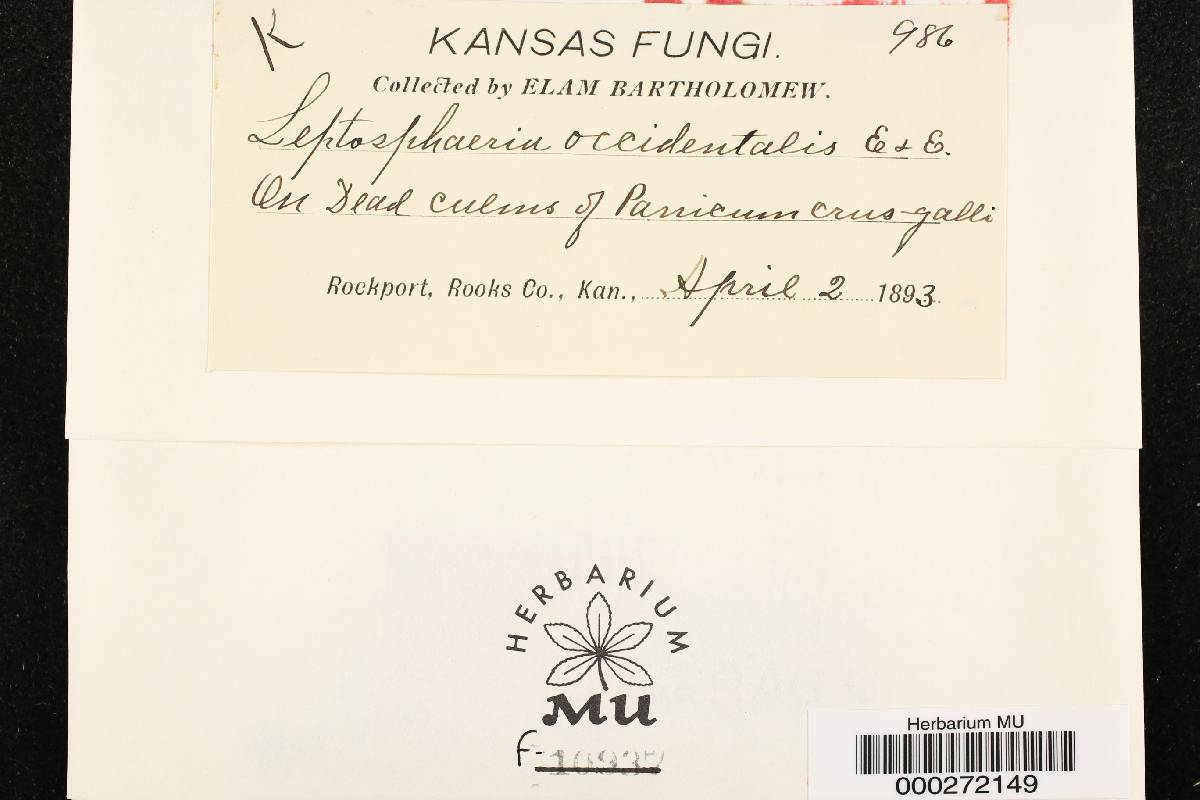 K
KANSAS FUNGI. 986
Collected by ELAM BARTHOLOMEW.
Leptosphaeria occidentalis E & E.
On Dead culms of Panicum crus-galli
Rockport, Rooks Co., Kan., April 2 1893
HERBARIUM
MU
F-10937
Herbarium MU
000272149